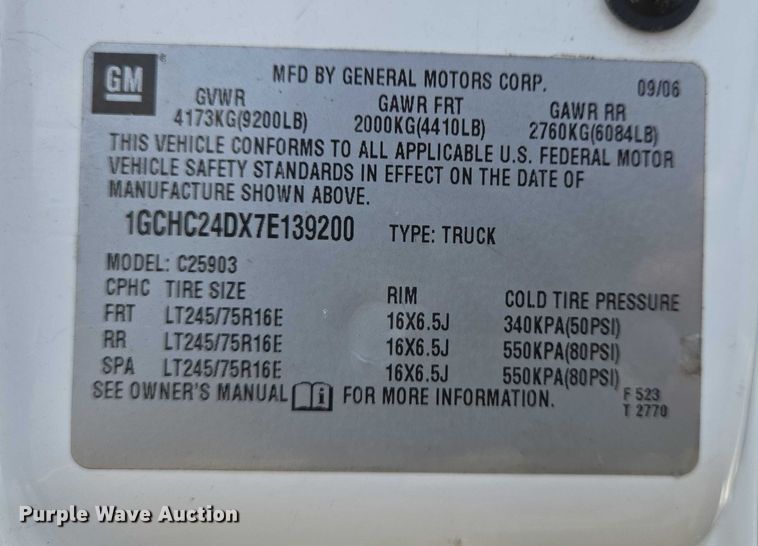 GM
MFD BY GENERAL MOTORS CORP. 09/06
GVWR GAWR FRT GAWR RR
4173KG(9200LB) 2000KG(4410LB) 2760KG(6084LB)
THIS VEHICLE CONFORMS TO ALL APPLICABLE U.S. FEDERAL MOTOR
VEHICLE SAFETY STANDARDS IN EFFECT ON THE DATE OF
MANUFACTURE SHOWN ABOVE.
1GCHC24DX7E139200 TYPE: TRUCK
MODEL: C25903
CPHC TIRE SIZE RIM COLD TIRE PRESSURE
FRT LT245/75R16E 16X6.5J 340KPA(50PSI)
RR LT245/75R16E 16X6.5J 550KPA(80PSI)
SPA LT245/75R16E 16X6.5J 550KPA(80PSI)
SEE OWNER'S MANUAL i FOR MORE INFORMATION.
F 523
T 2770
Purple Wave Auction